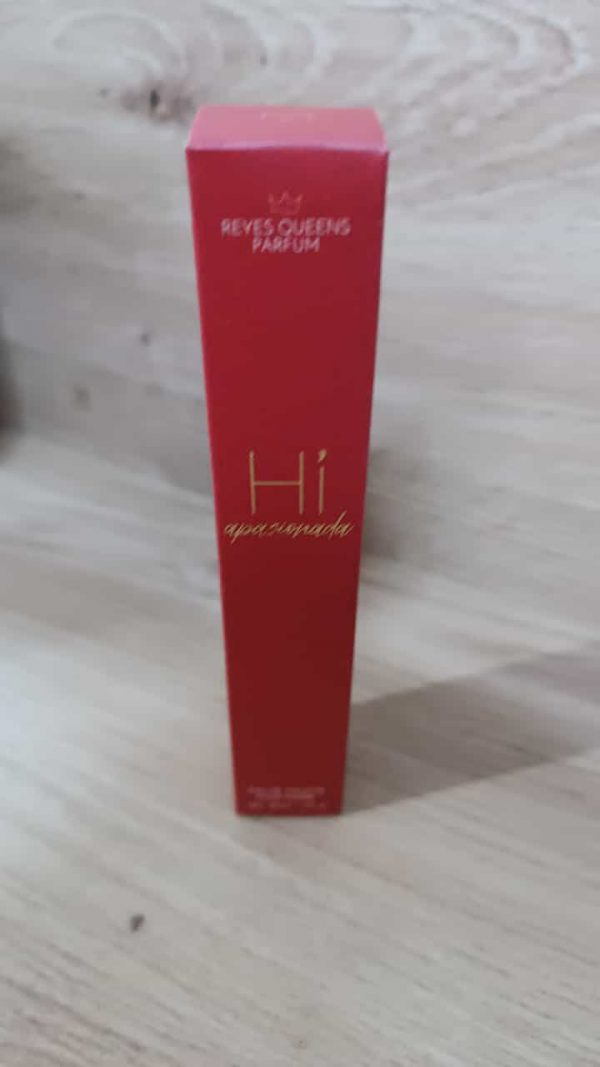 REYES QUEENS
PARFUM
Hi
apasionada